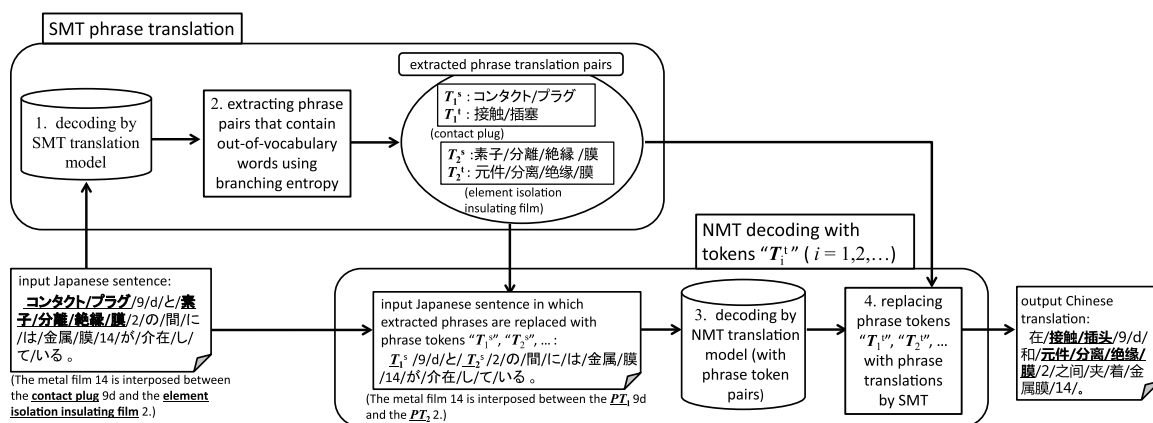 SMT phrase translation
extracted phrase translation pairs
T₁ˢ : コンタクト/プラグ
T₁ᵗ : 接触/插塞
(contact plug)
T₂ˢ : 素子/分離/絶縁 /膜
T₂ᵗ : 元件/分离/绝缘/膜
(element isolation
insulating film)
1. decoding by
SMT translation
model
2. extracting phrase
pairs that contain
out-of-vocabulary
words using
branching entropy
NMT decoding with
tokens “Tᵢᵗ” ( i = 1,2,…)
input Japanese sentence:
コンタクト/プラグ/9/d/と/素
子/分離/絶縁/膜/2/の/間/に
/は/金属/膜/14/が/介在/し/
て/いる 。
(The metal film 14 is interposed between
the contact plug 9d and the element
isolation insulating film 2.)
input Japanese sentence in which
extracted phrases are replaced with
phrase tokens “T₁ˢ”, “T₂ˢ”, … :
T₁ˢ /9/d/と/ T₂ˢ /2/の/間/に/は/金属/膜
/14/が/介在/し/て/いる 。
(The metal film 14 is interposed between the PT₁ 9d
and the PT₂ 2.)
3. decoding by
NMT translation
model (with
phrase token
pairs)
4. replacing
phrase tokens
“T₁ᵗ”, “T₂ᵗ”, …
with phrase
translations
by SMT
output Chinese
translation:
在/接触/插头/9/d/
和/元件/分离/绝缘/
膜/2/之间/夹/着/金
属膜/14/。